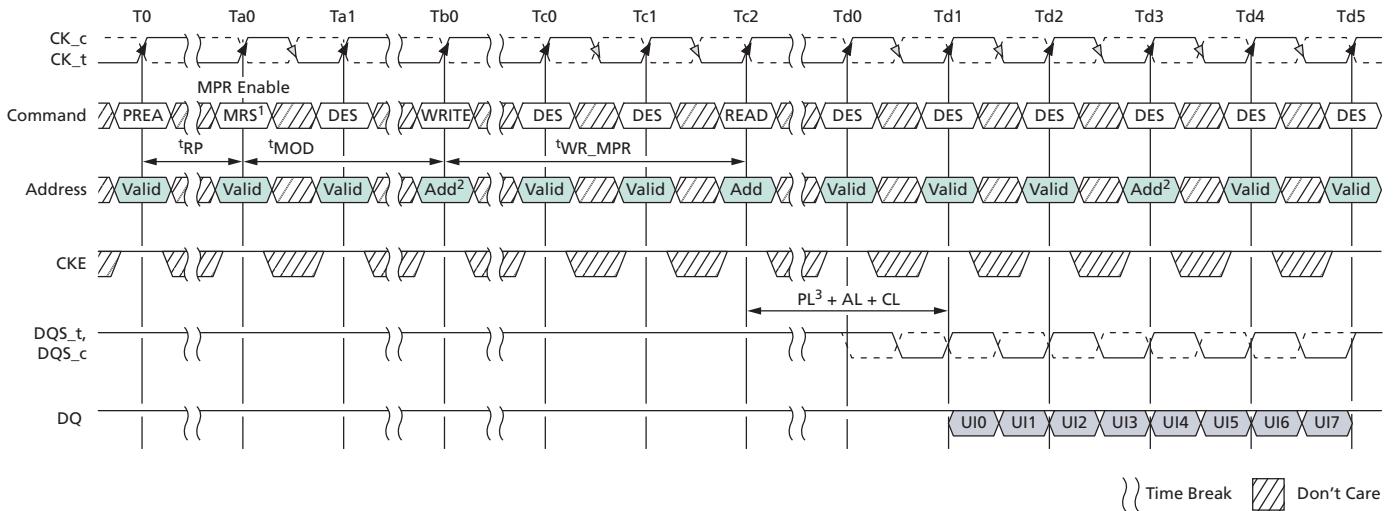 T0 Ta0 Ta1 Tb0 Tc0 Tc1 Tc2 Td0 Td1 Td2 Td3 Td4 Td5
CK_c
CK_t
MPR Enable
Command PREA MRS1 DES WRITE DES DES READ DES DES DES DES DES DES
tRP tMOD tWR_MPR
Address Valid Valid Valid Add2 Valid Valid Add Valid Valid Valid Add2 Valid Valid
CKE
PL3 + AL + CL
DQS_t,
DQS_c
DQ UI0 UI1 UI2 UI3 UI4 UI5 UI6 UI7
Time Break Don't Care